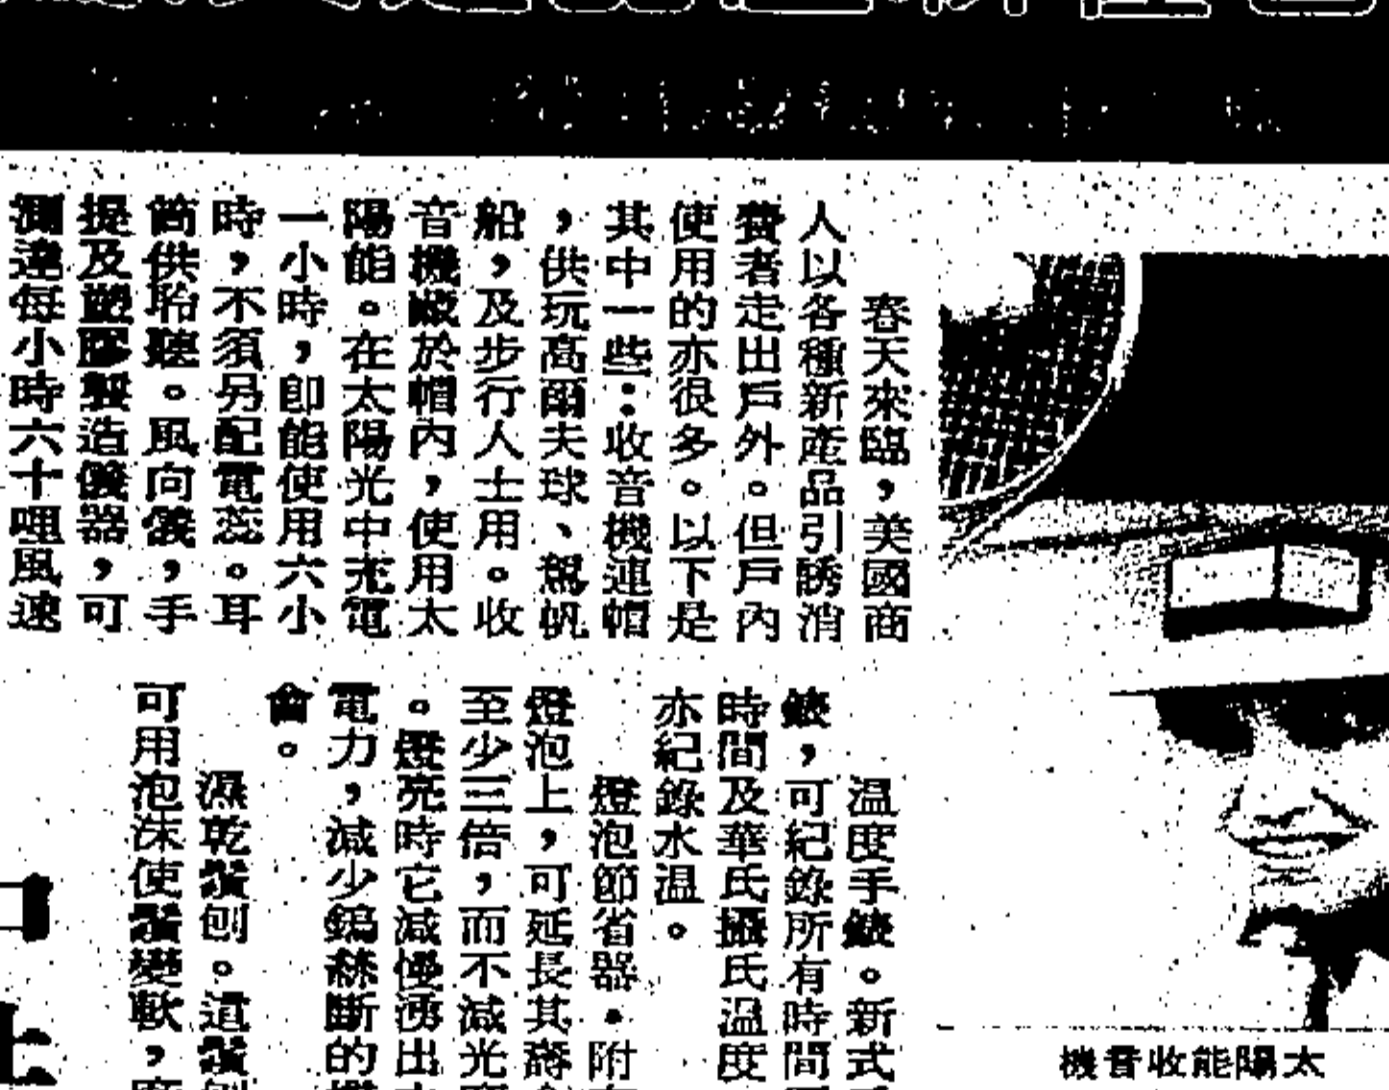 春天來臨，美國商
人以各種新產品引誘消
費者走出戶外。但戶內
使用的亦很多。以下是
其中一些：收音機連帽
，供玩高爾夫球、駕帆
船，及步行人士用。收
音機藏於帽內，使用太
陽能。在太陽光中充電
一小時，即能使用六小
時，不須另配電蕊。耳
筒供聆聽。風向儀，手
提及塑膠製造儀器，可
測達每小時六十哩風速
溫度手錶。新式
錶，可紀錄所有時間
時間及華氏攝氏溫度
亦紀錄水溫。
燈泡節省器．附
燈泡上，可延長其壽
至少三倍，而不減光
。燈亮時它減慢湧出
電力，減少鎢絲斷的
會。
濕乾鬚刨。這鬚刨
可用泡沫使鬚變軟，
太陽能收音機